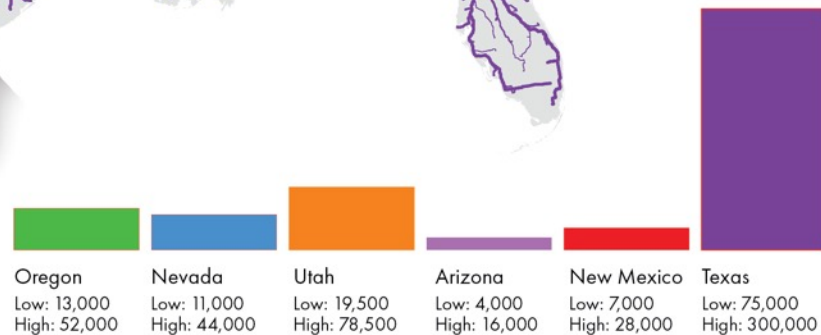 Oregon
Low: 13,000
High: 52,000
Nevada
Low: 11,000
High: 44,000
Utah
Low: 19,500
High: 78,500
Arizona
Low: 4,000
High: 16,000
New Mexico
Low: 7,000
High: 28,000
Texas
Low: 75,000
High: 300,000